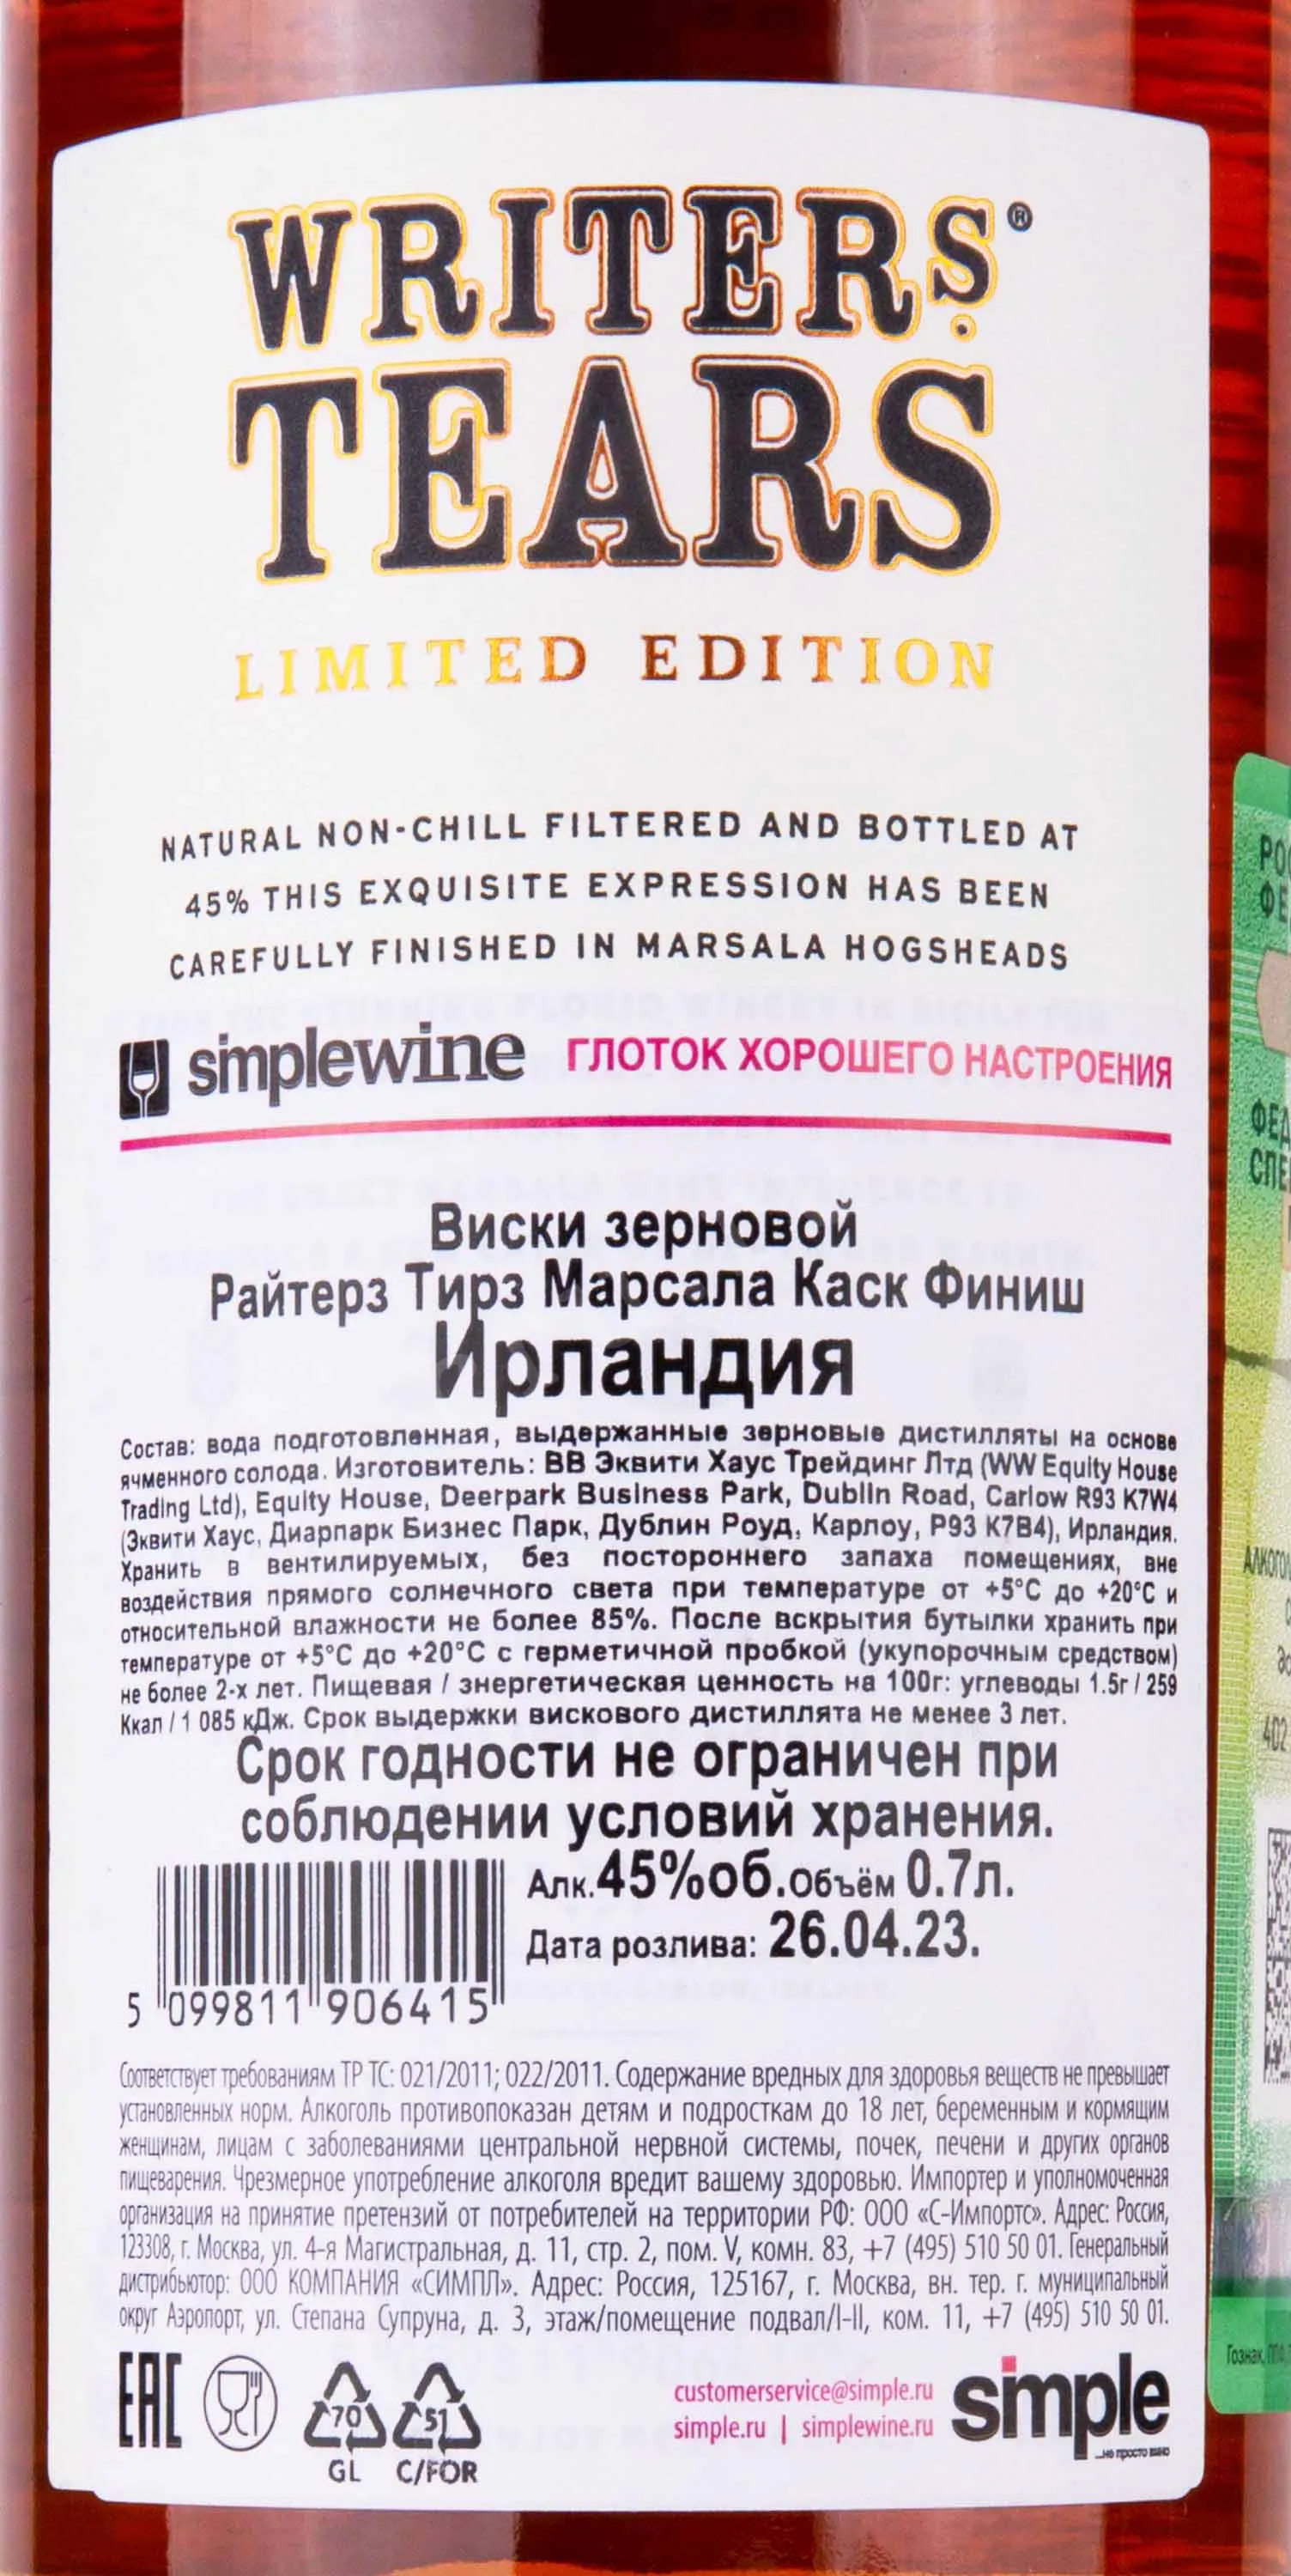 WRITERS®
TEARS
LIMITED EDITION
NATURAL NON-CHILL FILTERED AND BOTTLED AT
45% THIS EXQUISITE EXPRESSION HAS BEEN
CAREFULLY FINISHED IN MARSALA HOGSHEADS
simplewine ГЛОТОК ХОРОШЕГО НАСТРОЕНИЯ
Виски зерновой
Райтерз Тирз Марсала Каск Финиш
Ирландия
Состав: вода подготовленная, выдержанные зерновые дистилляты на основе
ячменного солода. Изготовитель: ВВ Эквити Хаус Трейдинг Лтд (WW Equity House
Trading Ltd), Equity House, Deerpark Business Park, Dublin Road, Carlow R93 K7W4
(Эквити Хаус, Диарпарк Бизнес Парк, Дублин Роуд, Карлоу, Р93 К7В4), Ирландия.
Хранить в вентилируемых, без постороннего запаха помещениях, вне
воздействия прямого солнечного света при температуре от +5°С до +20°С и
относительной влажности не более 85%. После вскрытия бутылки хранить при
температуре от +5°С до +20°С с герметичной пробкой (укупорочным средством)
не более 2-х лет. Пищевая / энергетическая ценность на 100г: углеводы 1.5г / 259
Ккал / 1 085 кДж. Срок выдержки вискового дистиллята не менее 3 лет.
Срок годности не ограничен при
соблюдении условий хранения.
Алк.45%об.Объём 0.7л.
Дата розлива: 26.04.23.
5 099811 906415
Соответствует требованиям ТР ТС: 021/2011; 022/2011. Содержание вредных для здоровья веществ не превышает
установленных норм. Алкоголь противопоказан детям и подросткам до 18 лет, беременным и кормящим
женщинам, лицам с заболеваниями центральной нервной системы, почек, печени и других органов
пищеварения. Чрезмерное употребление алкоголя вредит вашему здоровью. Импортер и уполномоченная
организация на принятие претензий от потребителей на территории РФ: ООО «С-Импортс». Адрес: Россия,
123308, г. Москва, ул. 4-я Магистральная, д. 11, стр. 2, пом. V, комн. 83, +7 (495) 510 50 01. Генеральный
дистрибьютор: ООО КОМПАНИЯ «СИМПЛ». Адрес: Россия, 125167, г. Москва, вн. тер. г. муниципальный
округ Аэропорт, ул. Степана Супруна, д. 3, этаж/помещение подвал/I-II, ком. 11, +7 (495) 510 50 01.
EAC
70
GL
51
C/FOR
customerservice@simple.ru
simple.ru | simplewine.ru
simple
...не просто вино
402
Гознак,